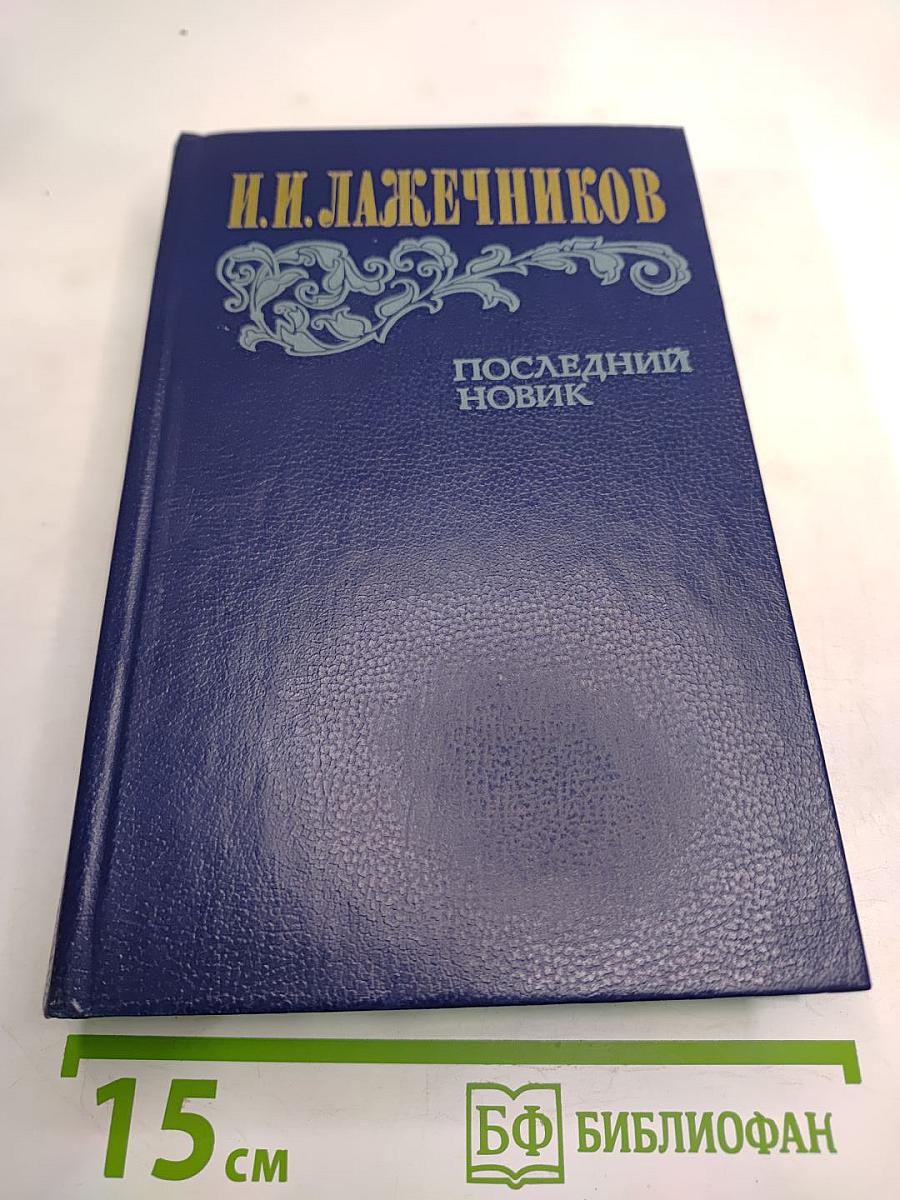 И.И.ЛАЖЕЧНИКОВ
ПОСЛЕДНИЙ
НОВИК
15 см
БФ БИБЛИОФАН